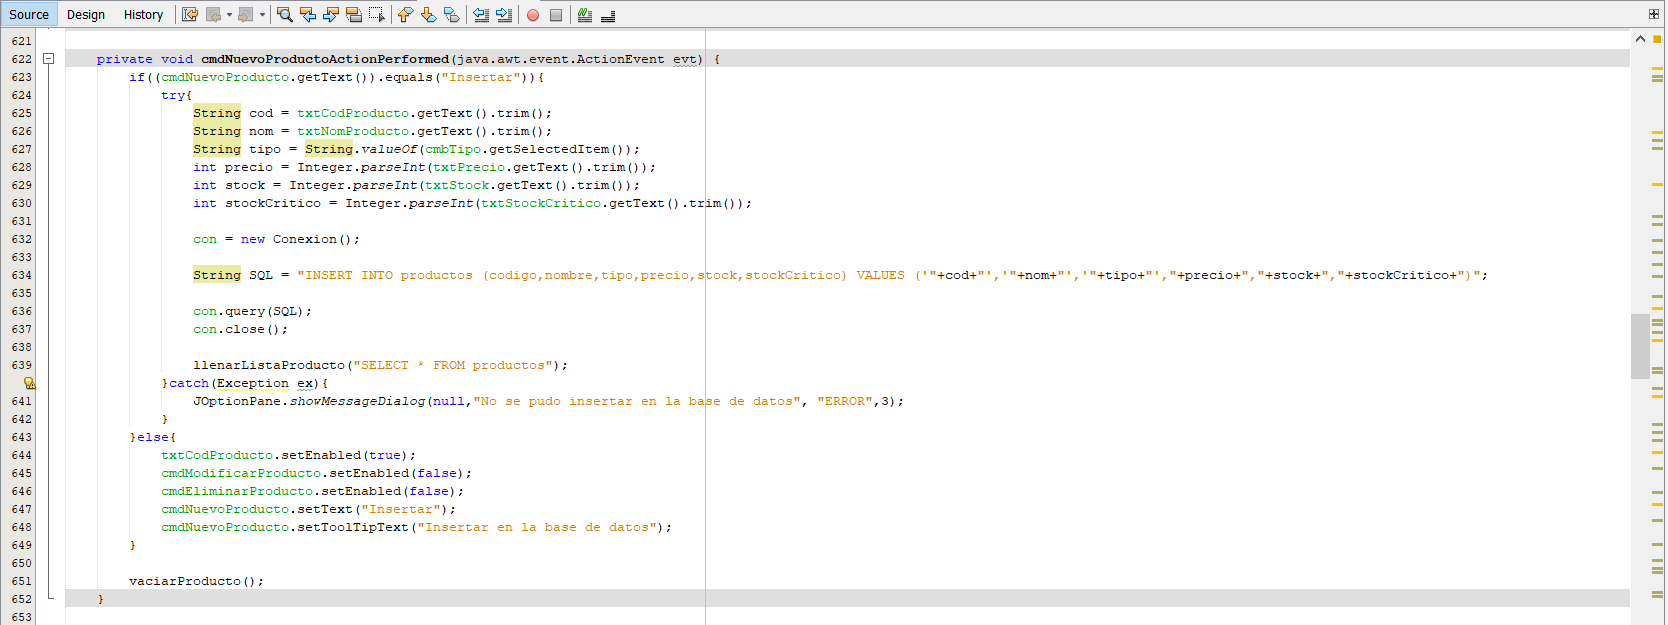 Source Design History
621
622 private void cmdNuevoProductoActionPerformed(java.awt.event.ActionEvent evt) {
623 if((cmdNuevoProducto.getText()).equals("Insertar")){
624 try{
625 String cod = txtCodProducto.getText().trim();
626 String nom = txtNomProducto.getText().trim();
627 String tipo = String.valueOf(cmbTipo.getSelectedItem());
628 int precio = Integer.parseInt(txtPrecio.getText().trim());
629 int stock = Integer.parseInt(txtStock.getText().trim());
630 int stockCritico = Integer.parseInt(txtStockCritico.getText().trim());
631
632 con = new Conexion();
633
634 String SQL = "INSERT INTO productos (codigo,nombre,tipo,precio,stock,stockCritico) VALUES ('"+cod+"','"+nom+"','"+tipo+"',"+precio+","+stock+","+stockCritico+")";
635
636 con.query(SQL);
637 con.close();
638
639 llenarListaProducto("SELECT * FROM productos");
}catch(Exception ex){
641 JOptionPane.showMessageDialog(null,"No se pudo insertar en la base de datos", "ERROR",3);
642 }
643 }else{
644 txtCodProducto.setEnabled(true);
645 cmdModificarProducto.setEnabled(false);
646 cmdEliminarProducto.setEnabled(false);
647 cmdNuevoProducto.setText("Insertar");
648 cmdNuevoProducto.setToolTipText("Insertar en la base de datos");
649 }
650
651 vaciarProducto();
652 }
653